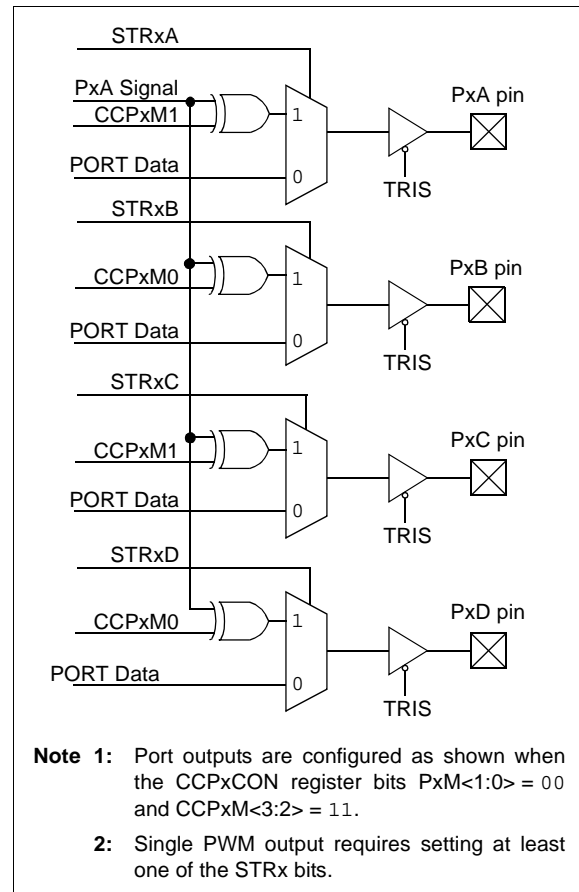 STRxA
PxA Signal
PxA pin
CCPxM1
1
PORT Data
0
TRIS
STRxB
PxB pin
CCPxM0
1
PORT Data
0
TRIS
STRxC
PxC pin
CCPxM1
1
PORT Data
0
TRIS
STRxD
PxD pin
CCPxM0
1
PORT Data
0
TRIS
Note 1: Port outputs are configured as shown when
the CCPxCON register bits PxM<1:0> = 00
and CCPxM<3:2> = 11.
2: Single PWM output requires setting at least
one of the STRx bits.